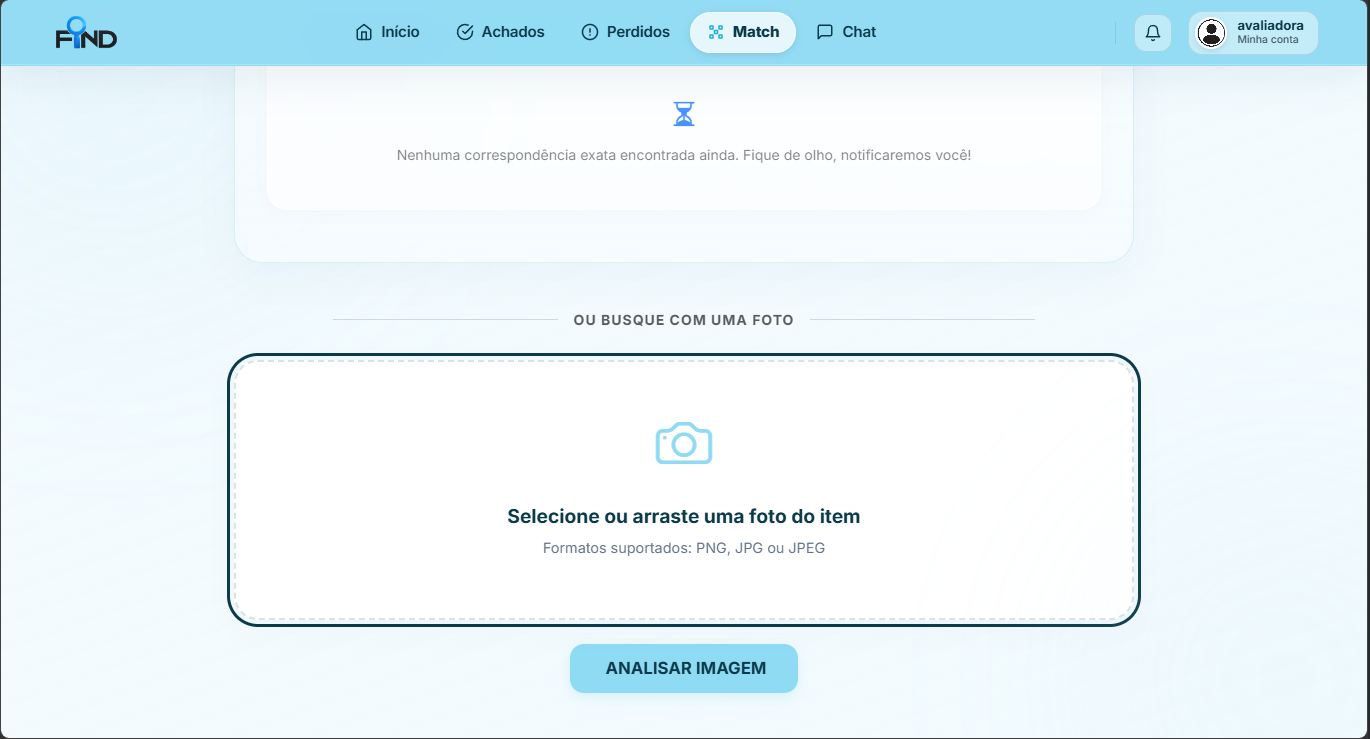 FIND
Início
Achados
Perdidos
Match
Chat
avaliadora
Minha conta
Nenhuma correspondência exata encontrada ainda. Fique de olho, notificaremos você!
OU BUSQUE COM UMA FOTO
Selecione ou arraste uma foto do item
Formatos suportados: PNG, JPG ou JPEG
ANALISAR IMAGEM